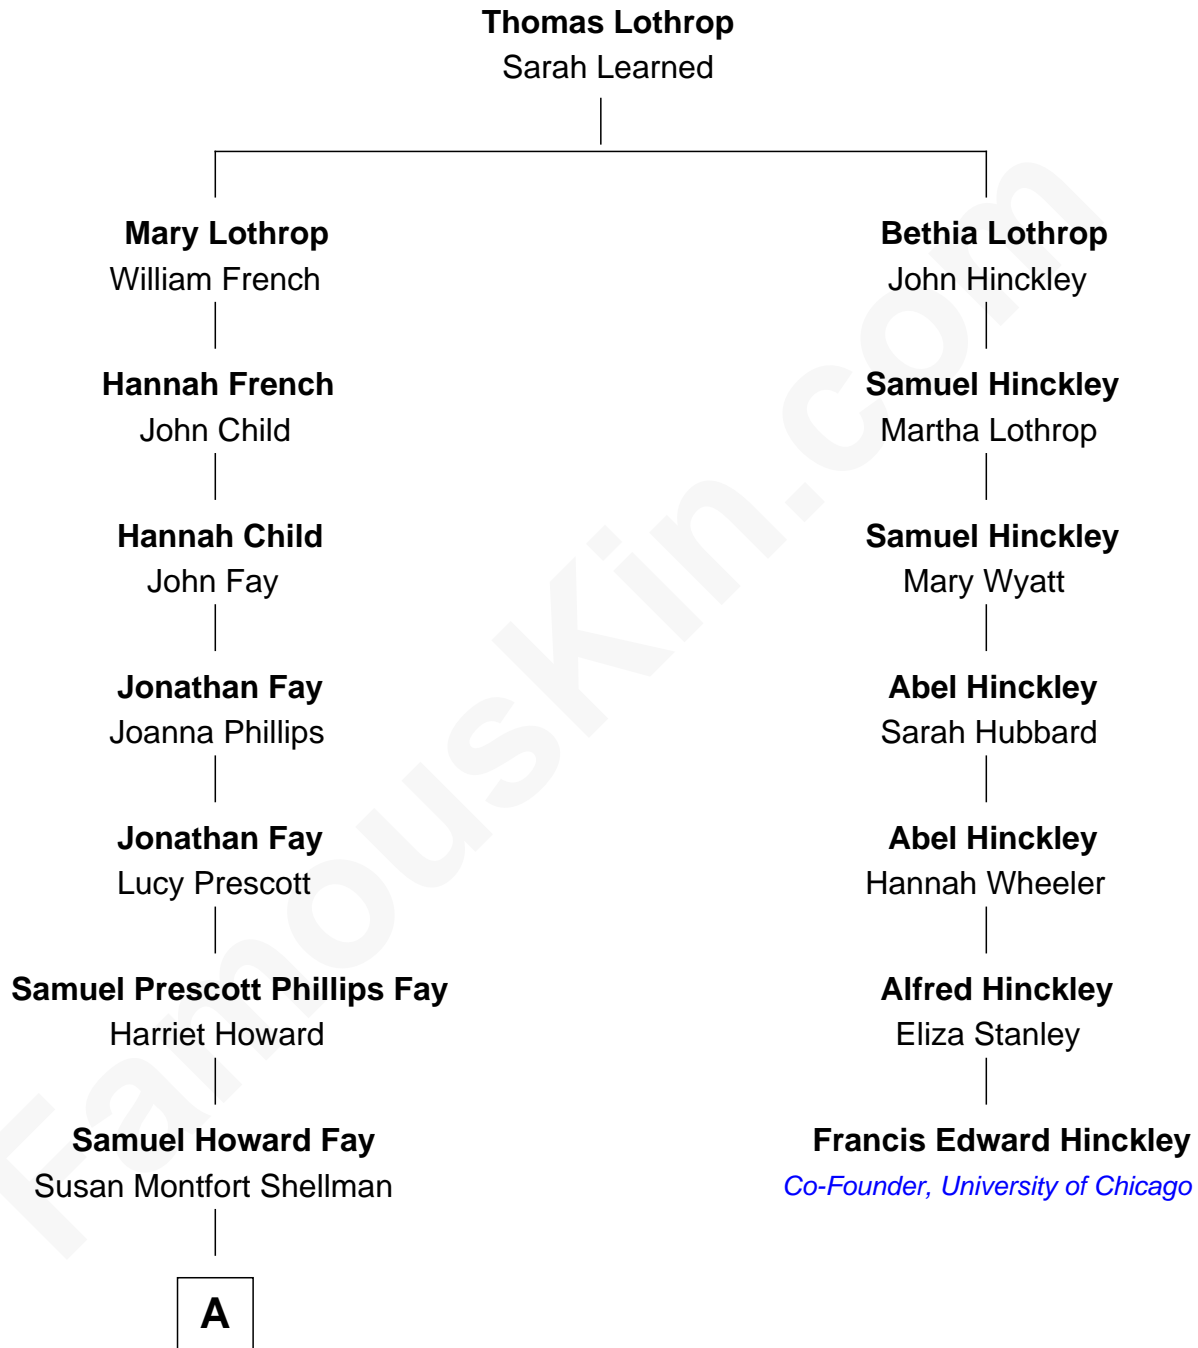 Thomas Lothrop
Sarah Learned
Mary Lothrop
William French
Hannah French
John Child
Hannah Child
John Fay
Jonathan Fay
Joanna Phillips
Jonathan Fay
Lucy Prescott
Samuel Prescott Phillips Fay
Harriet Howard
Samuel Howard Fay
Susan Montfort Shellman
A
Bethia Lothrop
John Hinckley
Samuel Hinckley
Martha Lothrop
Samuel Hinckley
Mary Wyatt
Abel Hinckley
Sarah Hubbard
Abel Hinckley
Hannah Wheeler
Alfred Hinckley
Eliza Stanley
Francis Edward Hinckley
Co-Founder, University of Chicago
FamousKin.com